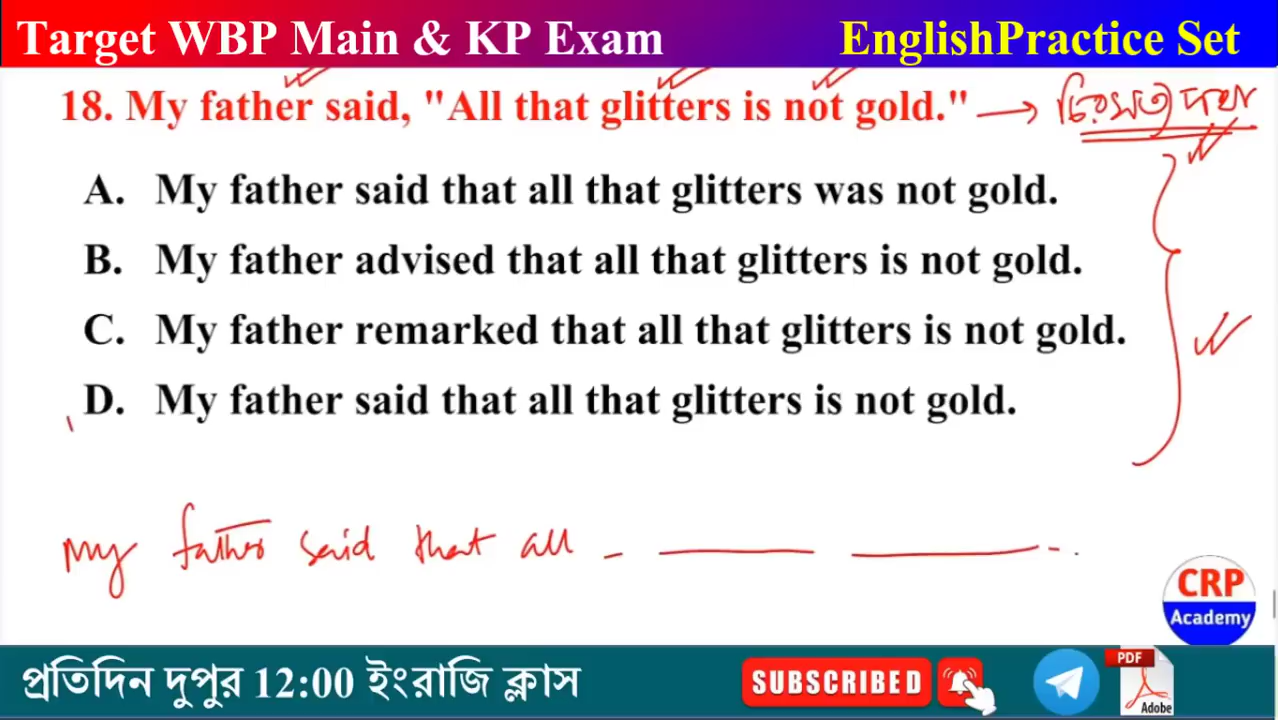 Target WBP Main & KP Exam EnglishPractice Set
18. My father said, "All that glitters is not gold." → চিরসত্য
A. My father said that all that glitters was not gold.
B. My father advised that all that glitters is not gold.
C. My father remarked that all that glitters is not gold.
D. My father said that all that glitters is not gold.
My father said that all
CRP
Academy
প্রতিদিন দুপুর 12:00 ইংরাজি ক্লাস SUBSCRIBED PDF
Adobe